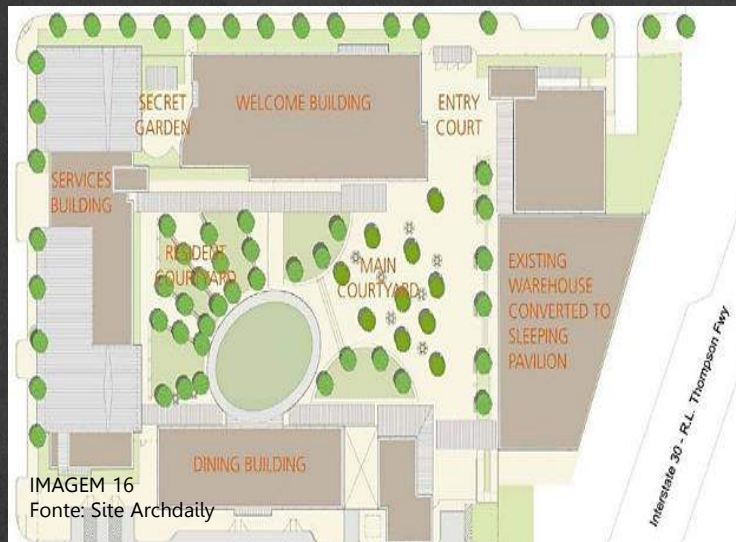 SECRET
GARDEN
WELCOME BUILDING
ENTRY
COURT
SERVICES
BUILDING
RESIDENT
COURTYARD
MAIN
COURTYARD
EXISTING
WAREHOUSE
CONVERTED TO
SLEEPING
PAVILION
DINING BUILDING
Interstate 30 - R.L. Thompson Fwy
IMAGEM 16
Fonte: Site Archdaily